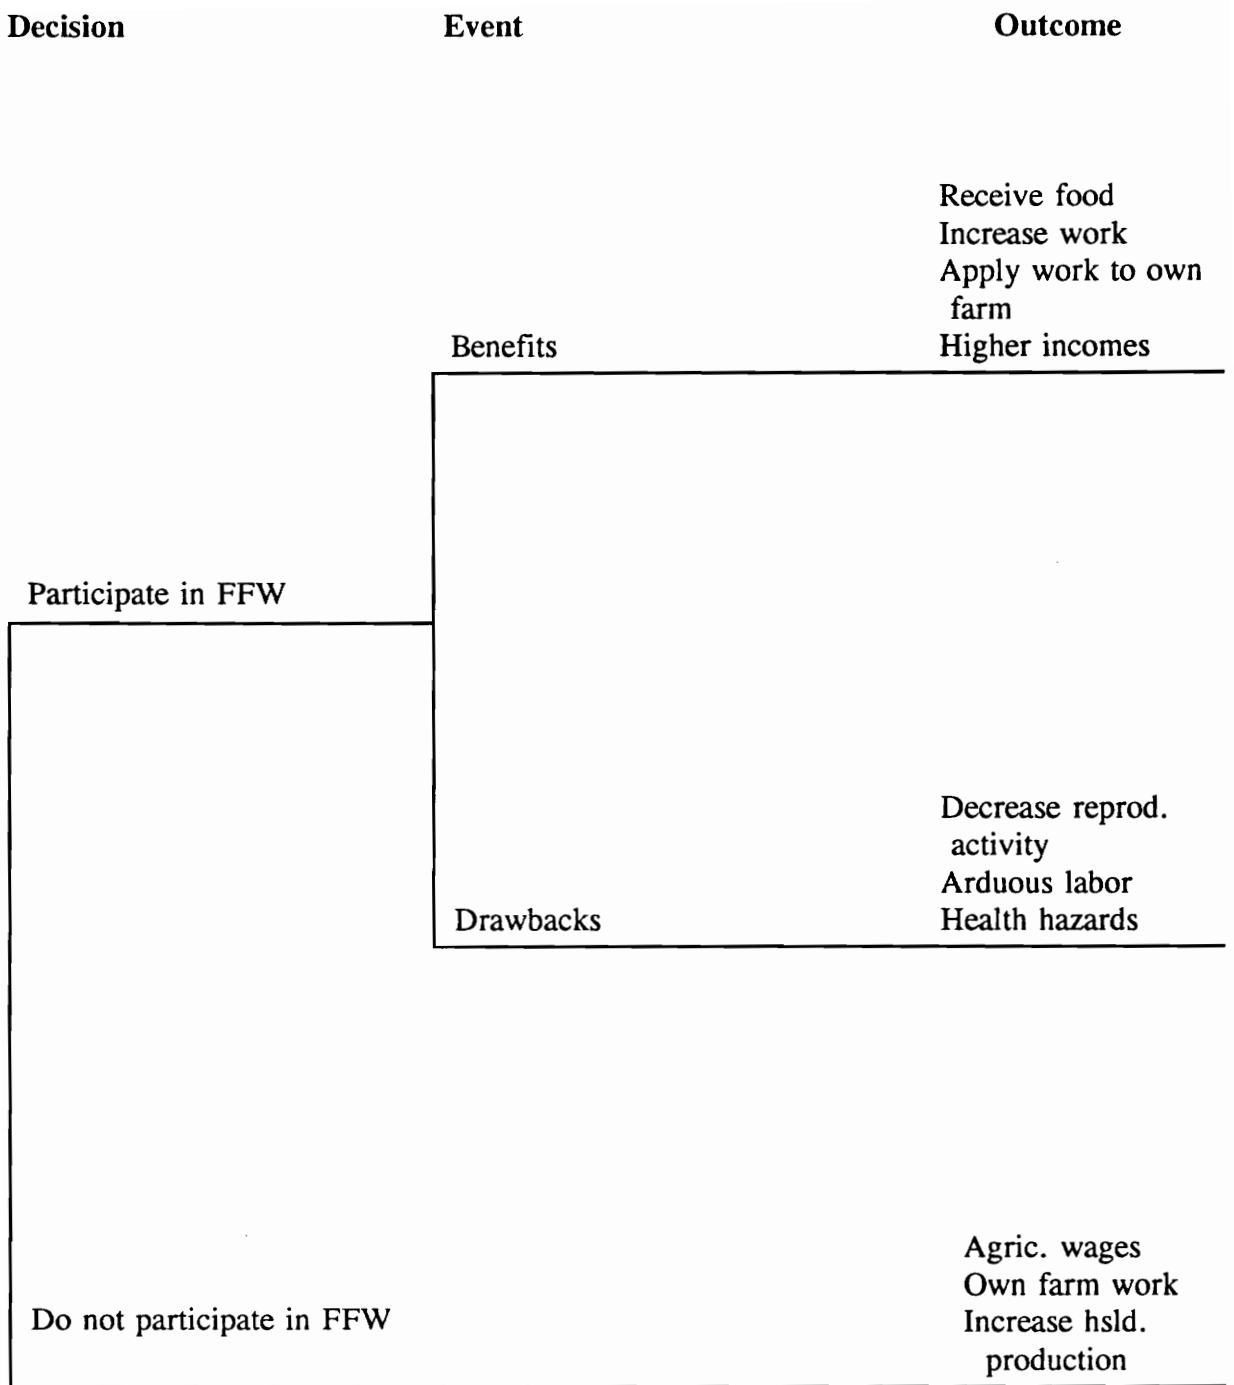 Decision Event Outcome
Receive food
Increase work
Apply work to own
farm
Benefits Higher incomes
Participate in FFW
Decrease reprod.
activity
Arduous labor
Drawbacks Health hazards
Agric. wages
Own farm work
Do not participate in FFW Increase hsld.
production